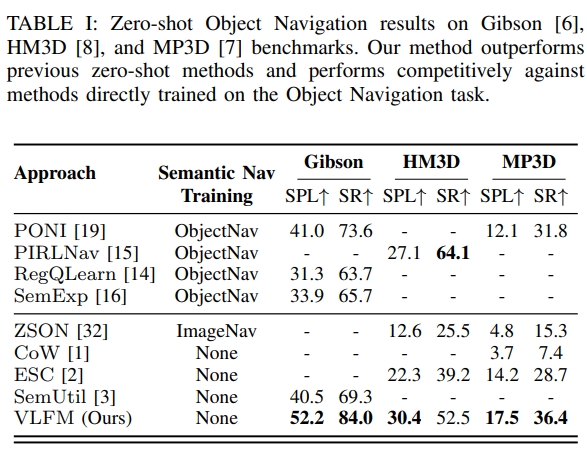 TABLE I: Zero-shot Object Navigation results on Gibson [6],
HM3D [8], and MP3D [7] benchmarks. Our method outperforms
previous zero-shot methods and performs competitively against
methods directly trained on the Object Navigation task.
Approach Semantic Nav Training Gibson HM3D MP3D
SPL↑ SR↑ SPL↑ SR↑ SPL↑ SR↑
PONI [19] ObjectNav 41.0 73.6 - - 12.1 31.8
PIRLNav [15] ObjectNav - - 27.1 64.1 - -
RegQLearn [14] ObjectNav 31.3 63.7 - - - -
SemExp [16] ObjectNav 33.9 65.7 - - - -
ZSON [32] ImageNav - - 12.6 25.5 4.8 15.3
CoW [1] None - - - - 3.7 7.4
ESC [2] None - - 22.3 39.2 14.2 28.7
SemUtil [3] None 40.5 69.3 - - - -
VLFM (Ours) None 52.2 84.0 30.4 52.5 17.5 36.4